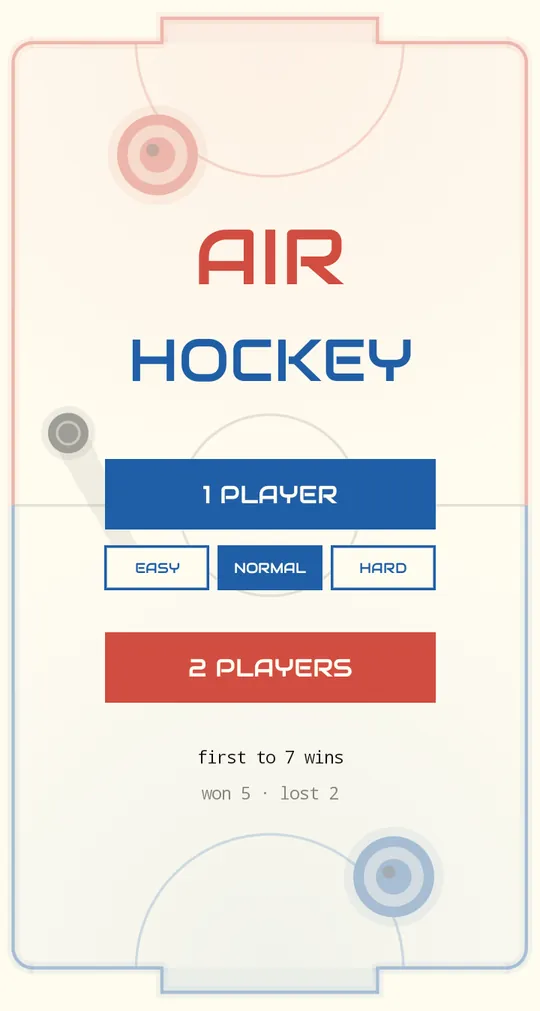 AIR
HOCKEY
1 PLAYER
EASY NORMAL HARD
2 PLAYERS
first to 7 wins
won 5 · lost 2